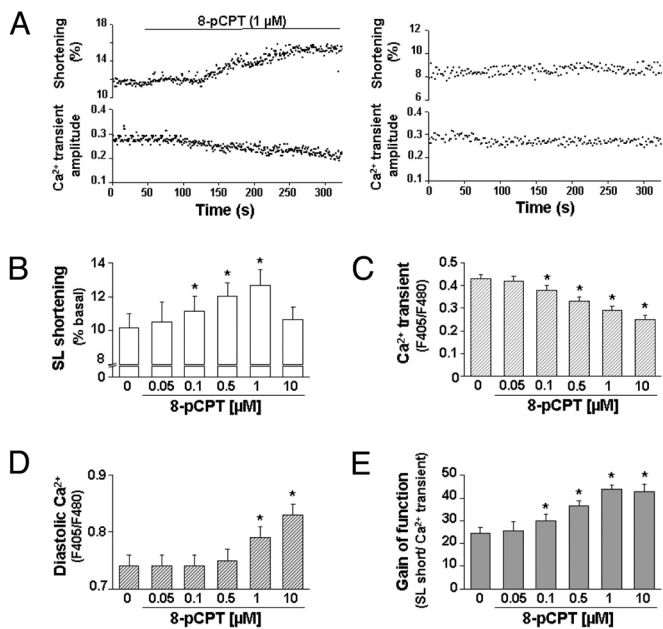 A
8-pCPT (1 µM)
Shortening (%)
18
16
14
12
10
Ca²⁺ transient amplitude
0.4
0.3
0.2
0.1
0 50 100 150 200 250 300
Time (s)
Shortening (%)
12
10
8
6
Ca²⁺ transient amplitude
0.4
0.3
0.2
0.1
0 50 100 150 200 250 300
Time (s)
B
SL shortening (% basal)
14
12
10
8
0
* * *
0 0.05 0.1 0.5 1 10
8-pCPT [µM]
C
Ca²⁺ transient (F405/F480)
0.5
0.4
0.3
0.2
0.1
0
* * * *
0 0.05 0.1 0.5 1 10
8-pCPT [µM]
D
Diastolic Ca²⁺ (F405/F480)
0.9
0.8
0.7
* *
0 0.05 0.1 0.5 1 10
8-pCPT [µM]
E
Gain of function (SL short/ Ca²⁺ transient)
50
40
30
20
10
0
* * * *
0 0.05 0.1 0.5 1 10
8-pCPT [µM]